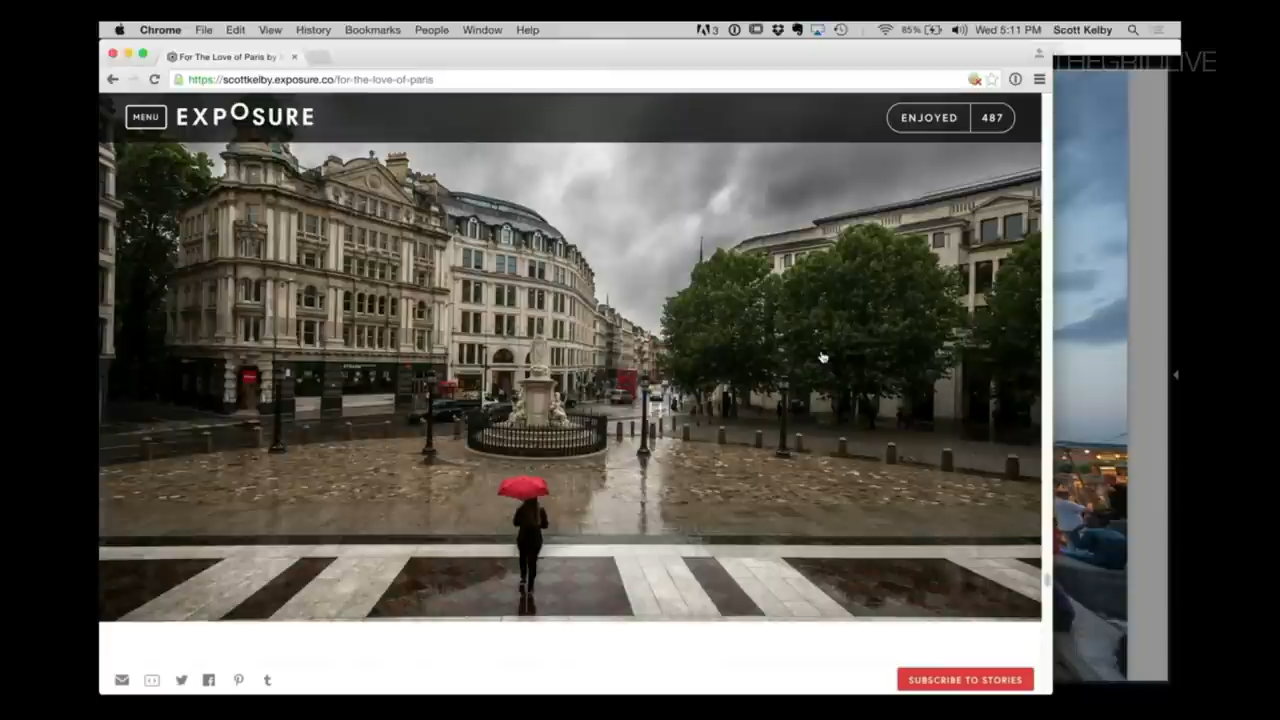 Chrome File Edit View History Bookmarks People Window Help 3 85% Wed 5:11 PM Scott Kelby
THEGRIDLIVE
For The Love of Paris by
https://scottkelby.exposure.co/for-the-love-of-paris
MENU EXPOSURE ENJOYED 487
SUBSCRIBE TO STORIES